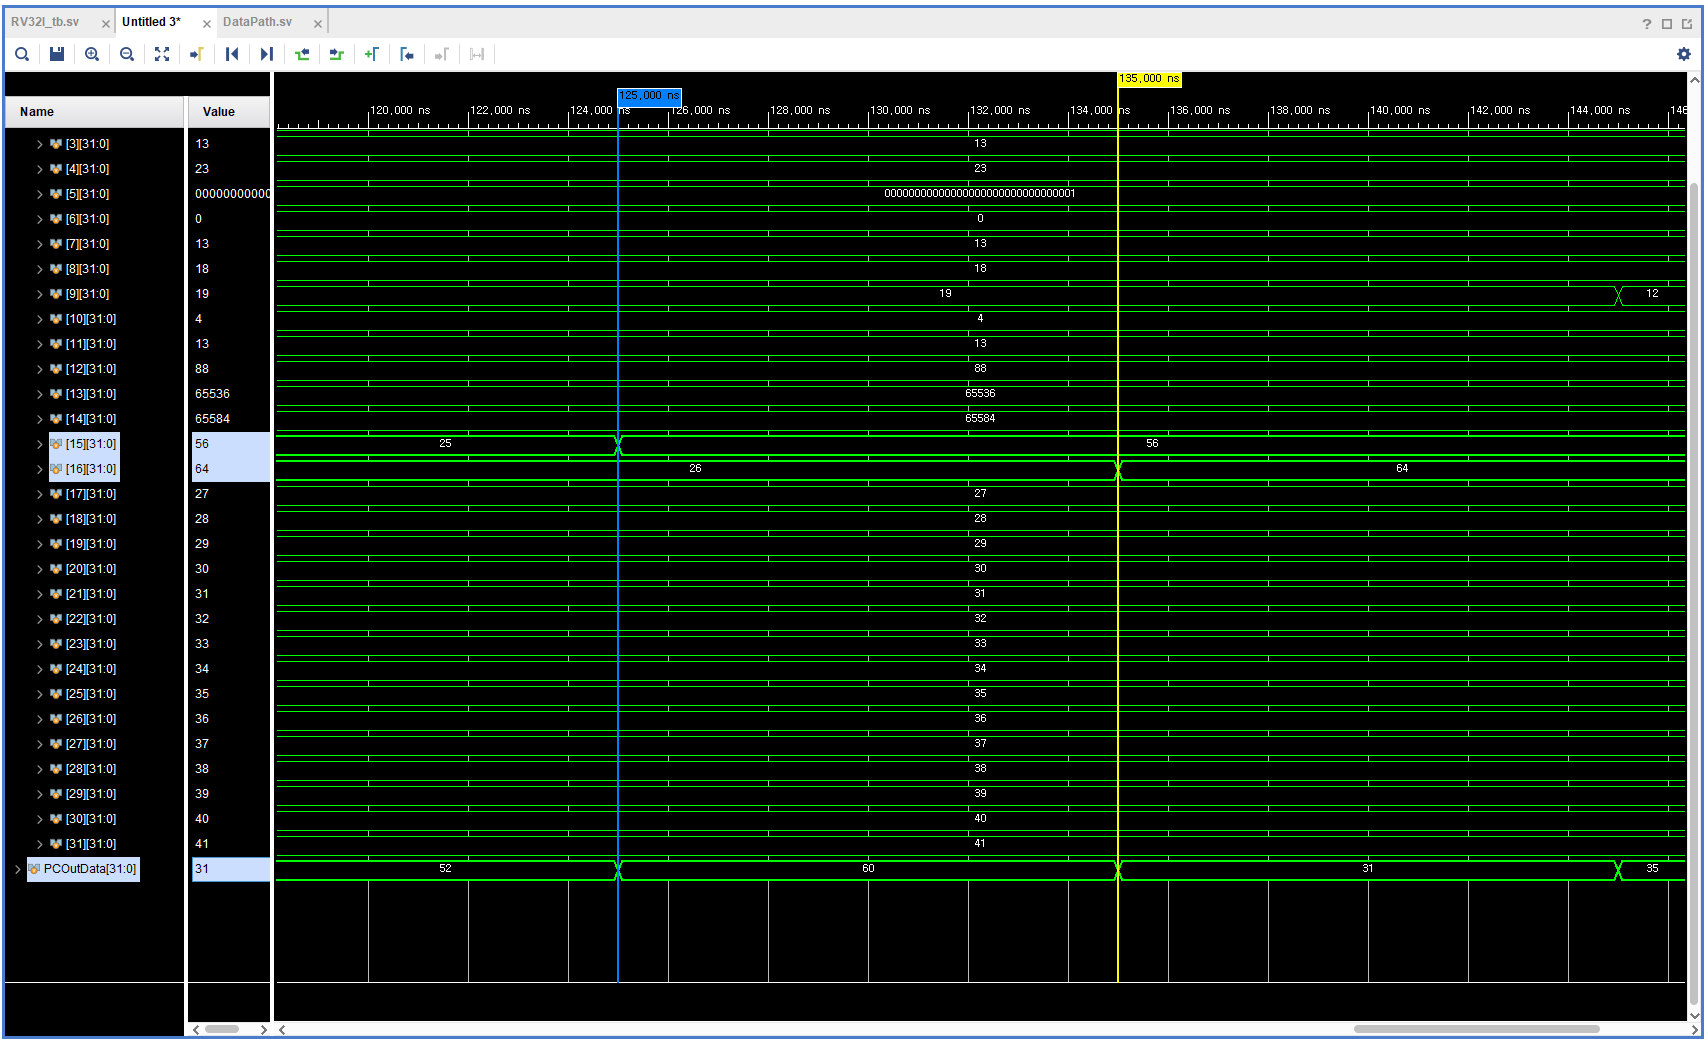 RV32I_tb.sv × Untitled 3* × DataPath.sv ×
?
135,000 ns
125,000 ns
Name Value 120,000 ns 122,000 ns 124,000 ns 126,000 ns 128,000 ns 130,000 ns 132,000 ns 134,000 ns 136,000 ns 138,000 ns 140,000 ns 142,000 ns 144,000 ns 146
[3][31:0] 13 13
[4][31:0] 23 23
[5][31:0] 00000000000 00000000000000000000000000000001
[6][31:0] 0 0
[7][31:0] 13 13
[8][31:0] 18 18
[9][31:0] 19 19 12
[10][31:0] 4 4
[11][31:0] 13 13
[12][31:0] 88 88
[13][31:0] 65536 65536
[14][31:0] 65584 65584
[15][31:0] 56 25 56
[16][31:0] 64 26 64
[17][31:0] 27 27
[18][31:0] 28 28
[19][31:0] 29 29
[20][31:0] 30 30
[21][31:0] 31 31
[22][31:0] 32 32
[23][31:0] 33 33
[24][31:0] 34 34
[25][31:0] 35 35
[26][31:0] 36 36
[27][31:0] 37 37
[28][31:0] 38 38
[29][31:0] 39 39
[30][31:0] 40 40
[31][31:0] 41 41
PCOutData[31:0] 31 52 60 31 35